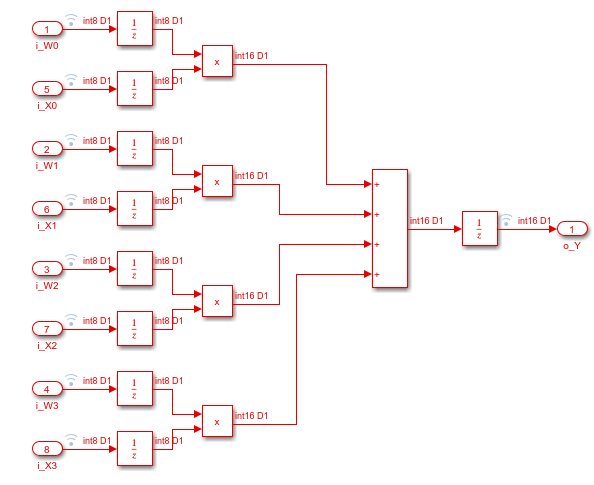 1 int8 D1 1/z int8 D1
i_W0
x int16 D1
5 int8 D1 1/z int8 D1
i_X0
2 int8 D1 1/z int8 D1
i_W1
x int16 D1
6 int8 D1 1/z int8 D1
i_X1
+
+
+
+
int16 D1 1/z int16 D1 1
o_Y
3 int8 D1 1/z int8 D1
i_W2
x int16 D1
7 int8 D1 1/z int8 D1
i_X2
4 int8 D1 1/z int8 D1
i_W3
x int16 D1
8 int8 D1 1/z int8 D1
i_X3